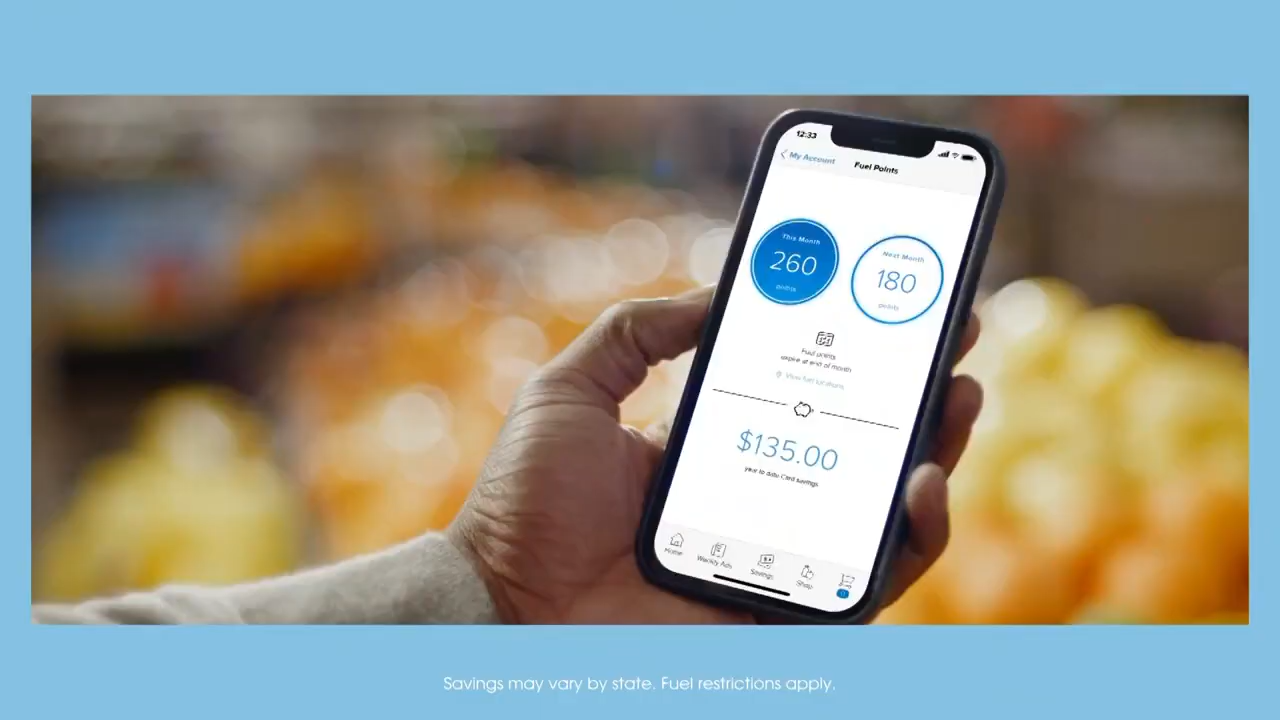 12:33
My Account
Fuel Points
This Month
260
points
Next Month
180
points
Fuel points
expire at end of month
View fuel locations
$135.00
year to date Card savings
Home
Weekly Ads
Savings
Shop
Savings may vary by state. Fuel restrictions apply.